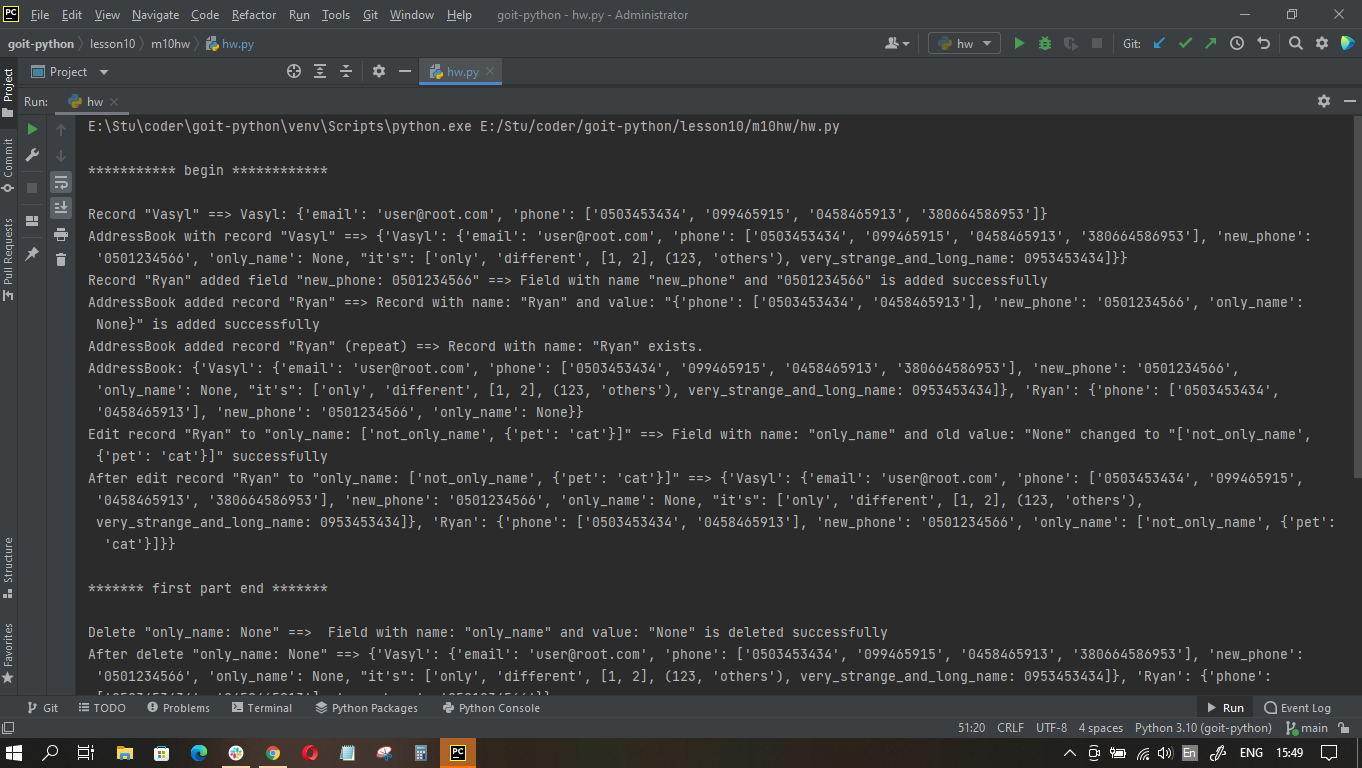 PC File Edit View Navigate Code Refactor Run Tools Git Window Help goit-python - hw.py - Administrator
goit-python lesson10 m10hw hw.py hw Git:
Project hw.py
Project
Run: hw
E:\Stu\coder\goit-python\venv\Scripts\python.exe E:/Stu/coder/goit-python/lesson10/m10hw/hw.py
*********** begin ************
Record "Vasyl" ==> Vasyl: {'email': 'user@root.com', 'phone': ['0503453434', '099465915', '0458465913', '380664586953']}
AddressBook with record "Vasyl" ==> {'Vasyl': {'email': 'user@root.com', 'phone': ['0503453434', '099465915', '0458465913', '380664586953'], 'new_phone':
'0501234566', 'only_name': None, "it's": ['only', 'different', [1, 2], (123, 'others'), very_strange_and_long_name: 0953453434]}}
Record "Ryan" added field "new_phone: 0501234566" ==> Field with name "new_phone" and "0501234566" is added successfully
AddressBook added record "Ryan" ==> Record with name: "Ryan" and value: "{'phone': ['0503453434', '0458465913'], 'new_phone': '0501234566', 'only_name':
None}" is added successfully
AddressBook added record "Ryan" (repeat) ==> Record with name: "Ryan" exists.
AddressBook: {'Vasyl': {'email': 'user@root.com', 'phone': ['0503453434', '099465915', '0458465913', '380664586953'], 'new_phone': '0501234566',
'only_name': None, "it's": ['only', 'different', [1, 2], (123, 'others'), very_strange_and_long_name: 0953453434]}, 'Ryan': {'phone': ['0503453434',
'0458465913'], 'new_phone': '0501234566', 'only_name': None}}
Edit record "Ryan" to "only_name: ['not_only_name', {'pet': 'cat'}]" ==> Field with name: "only_name" and old value: "None" changed to "['not_only_name',
{'pet': 'cat'}]" successfully
After edit record "Ryan" to "only_name: ['not_only_name', {'pet': 'cat'}]" ==> {'Vasyl': {'email': 'user@root.com', 'phone': ['0503453434', '099465915',
'0458465913', '380664586953'], 'new_phone': '0501234566', 'only_name': None, "it's": ['only', 'different', [1, 2], (123, 'others'),
very_strange_and_long_name: 0953453434]}, 'Ryan': {'phone': ['0503453434', '0458465913'], 'new_phone': '0501234566', 'only_name': ['not_only_name', {'pet':
'cat'}]}}
******* first part end *******
Delete "only_name: None" ==>  Field with name: "only_name" and value: "None" is deleted successfully
After delete "only_name: None" ==> {'Vasyl': {'email': 'user@root.com', 'phone': ['0503453434', '099465915', '0458465913', '380664586953'], 'new_phone':
'0501234566', 'only_name': None, "it's": ['only', 'different', [1, 2], (123, 'others'), very_strange_and_long_name: 0953453434]}, 'Ryan': {'phone':
Commit
Pull Requests
Structure
Favorites
Git TODO Problems Terminal Python Packages Python Console Run Event Log
51:20 CRLF UTF-8 4 spaces Python 3.10 (goit-python) main
PC En ENG 15:49